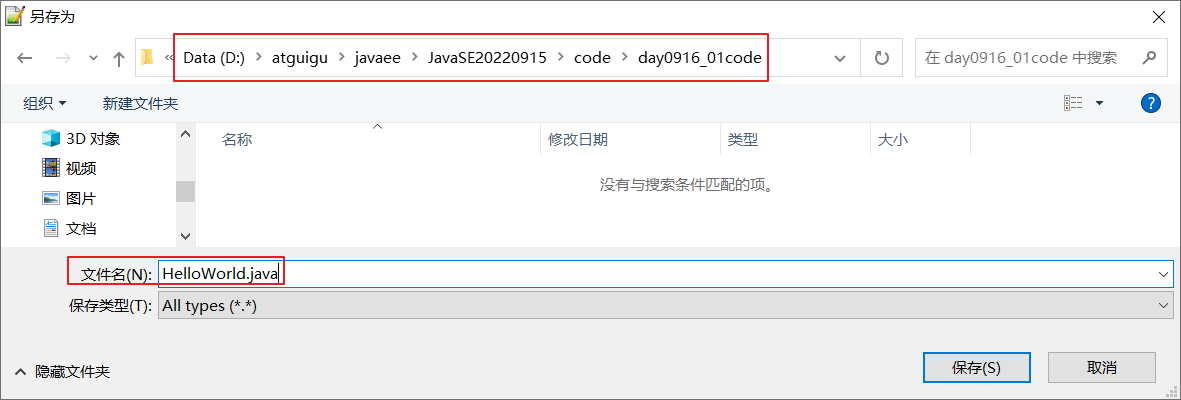 另存为
« Data (D:) › atguigu › javaee › JavaSE20220915 › code › day0916_01code
在 day0916_01code 中搜索
组织 新建文件夹
名称 修改日期 类型 大小
没有与搜索条件匹配的项。
3D 对象
视频
图片
文档
文件名(N): HelloWorld.java
保存类型(T): All types (*.*)
隐藏文件夹 保存(S) 取消